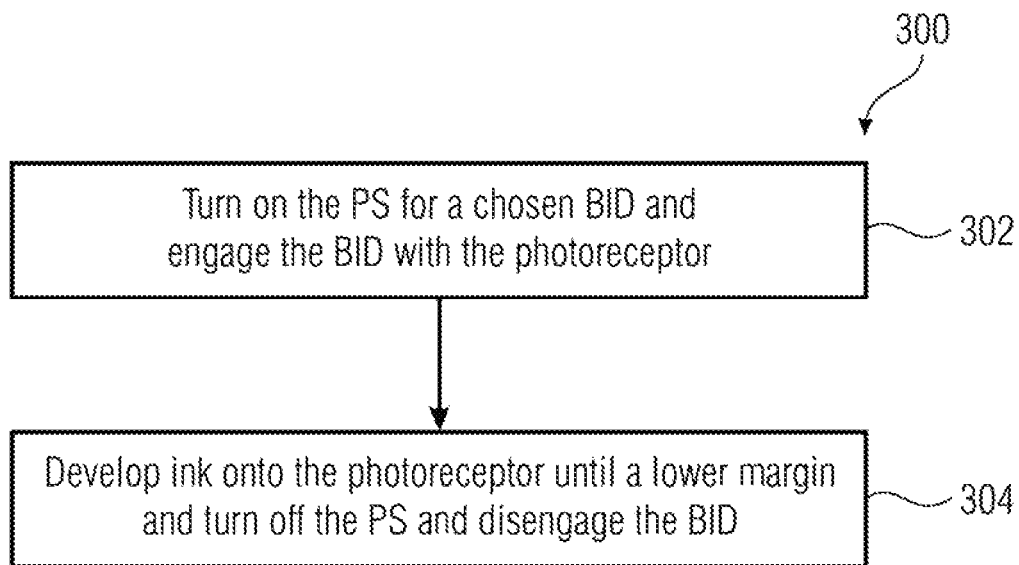 300
Turn on the PS for a chosen BID and
engage the BID with the photoreceptor
302
Develop ink onto the photoreceptor until a lower margin
and turn off the PS and disengage the BID
304